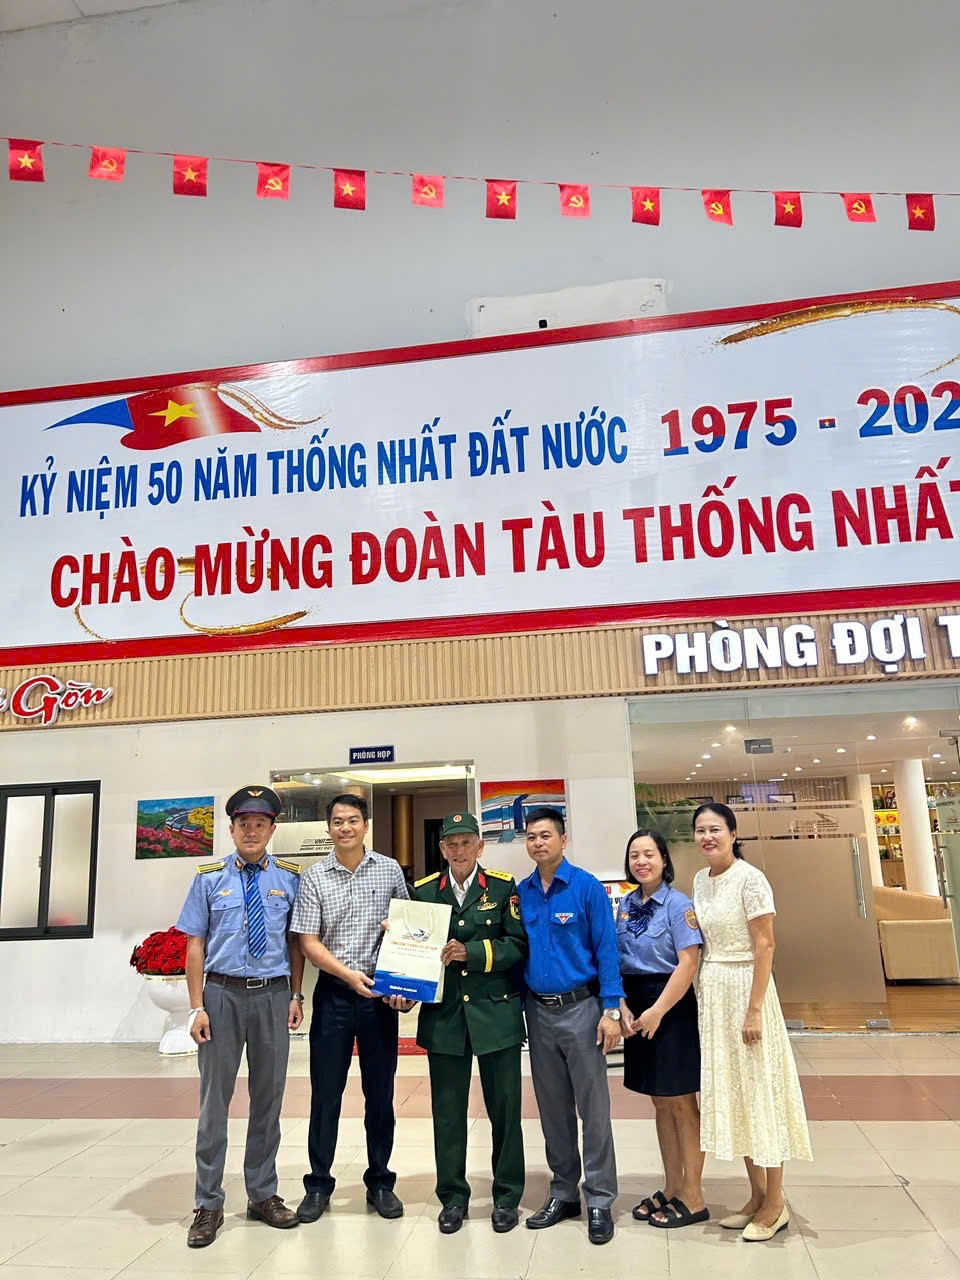 KỶ NIỆM 50 NĂM THỐNG NHẤT ĐẤT NƯỚC 1975 - 202
CHÀO MỪNG ĐOÀN TÀU THỐNG NHẤ
PHÒNG ĐỢI T
Gòn
PHÒNG HỌP
VNR